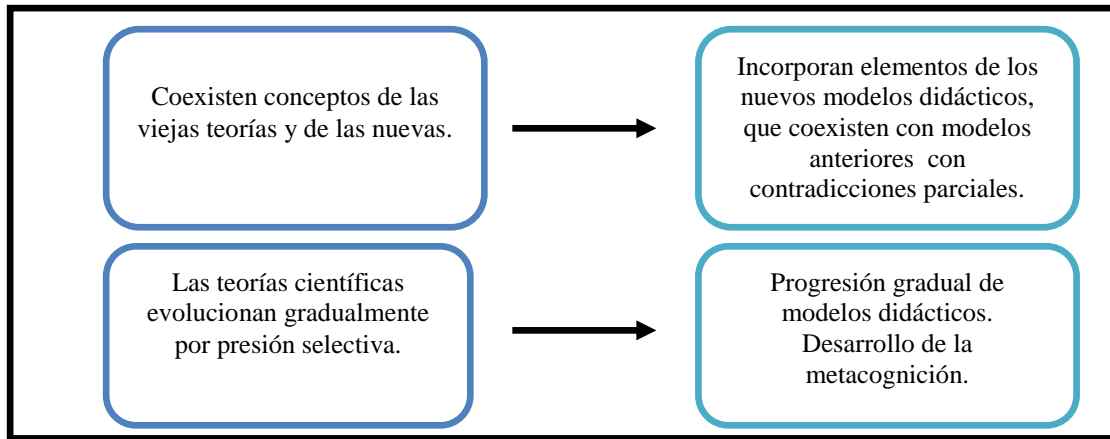 Coexisten conceptos de las
viejas teorías y de las nuevas.
Incorporan elementos de los
nuevos modelos didácticos,
que coexisten con modelos
anteriores con
contradicciones parciales.
Las teorías científicas
evolucionan gradualmente
por presión selectiva.
Progresión gradual de
modelos didácticos.
Desarrollo de la
metacognición.